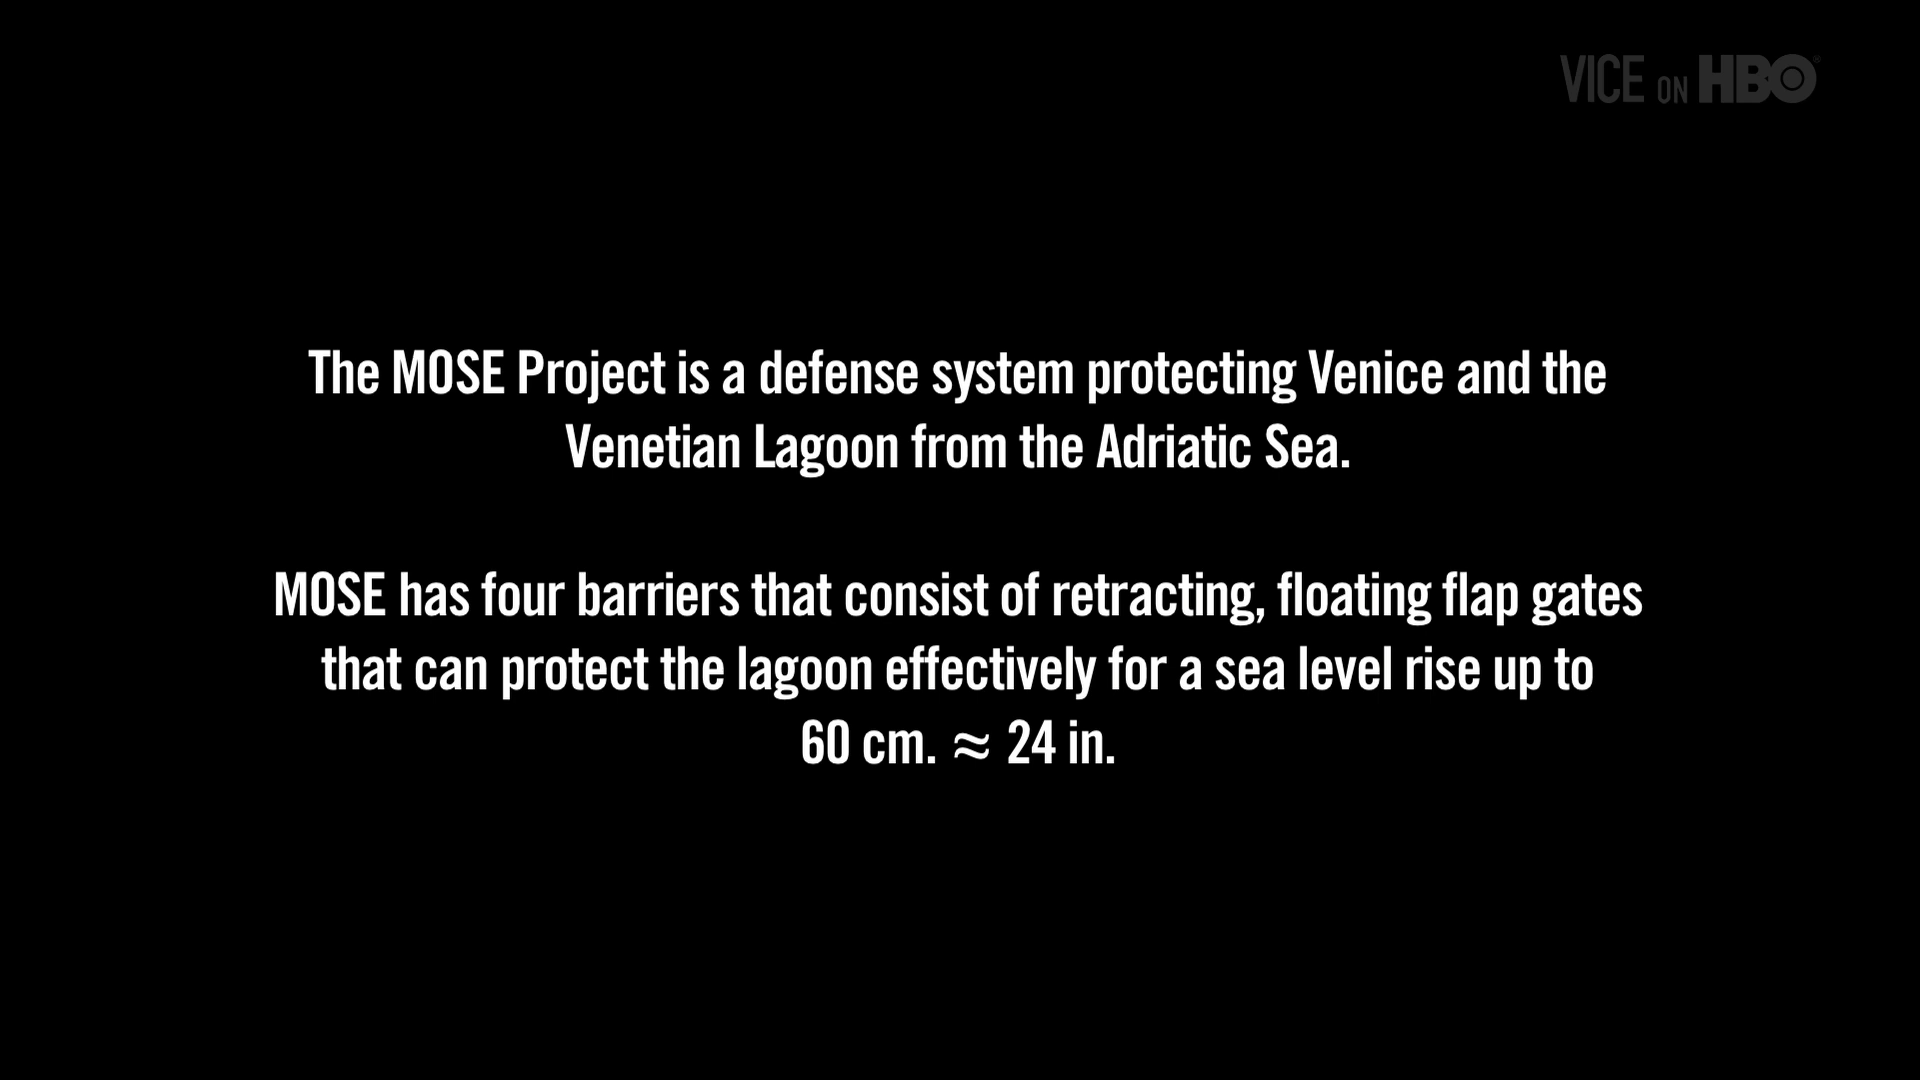 VICE ON HBO®
The MOSE Project is a defense system protecting Venice and the
Venetian Lagoon from the Adriatic Sea.
MOSE has four barriers that consist of retracting, floating flap gates
that can protect the lagoon effectively for a sea level rise up to
60 cm. ≈ 24 in.